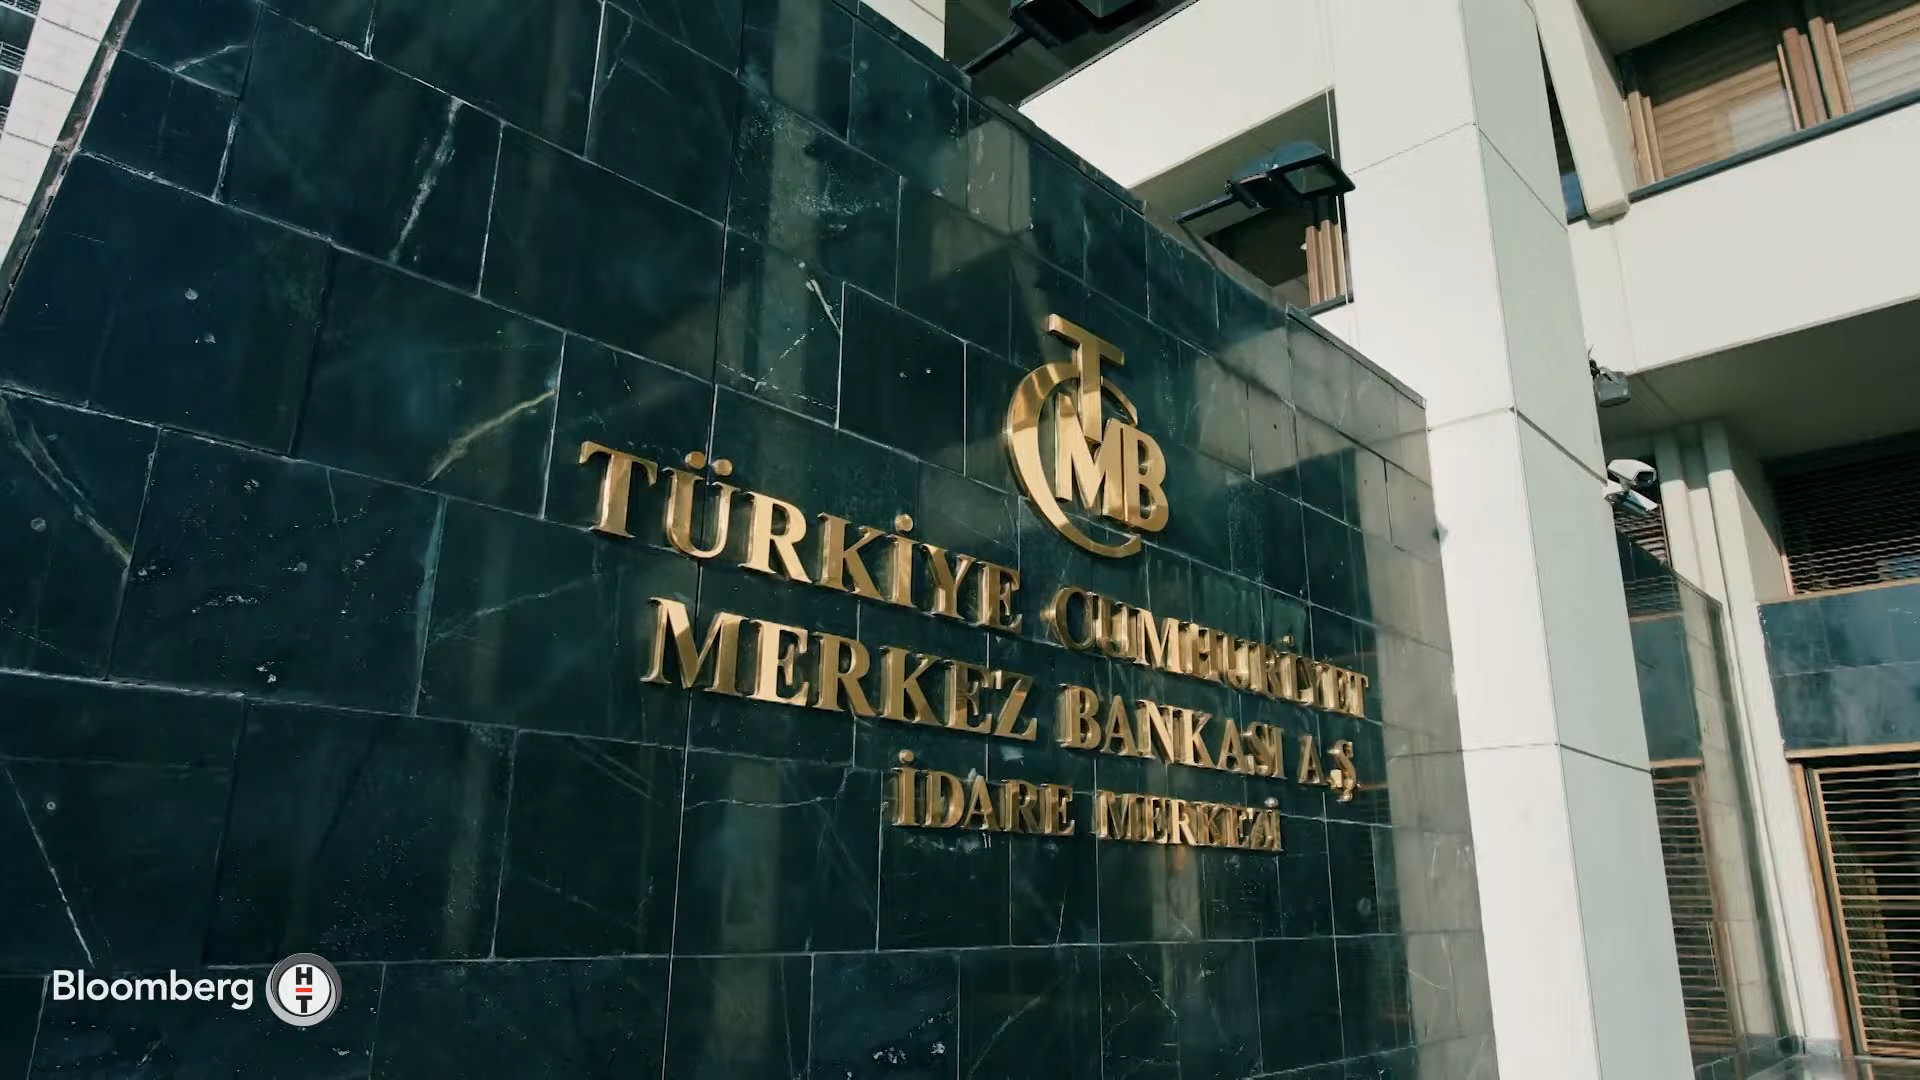 TCMB
TÜRKİYE CUMHURİYET
MERKEZ BANKASI A.Ş.
İDARE MERKEZİ
Bloomberg HT